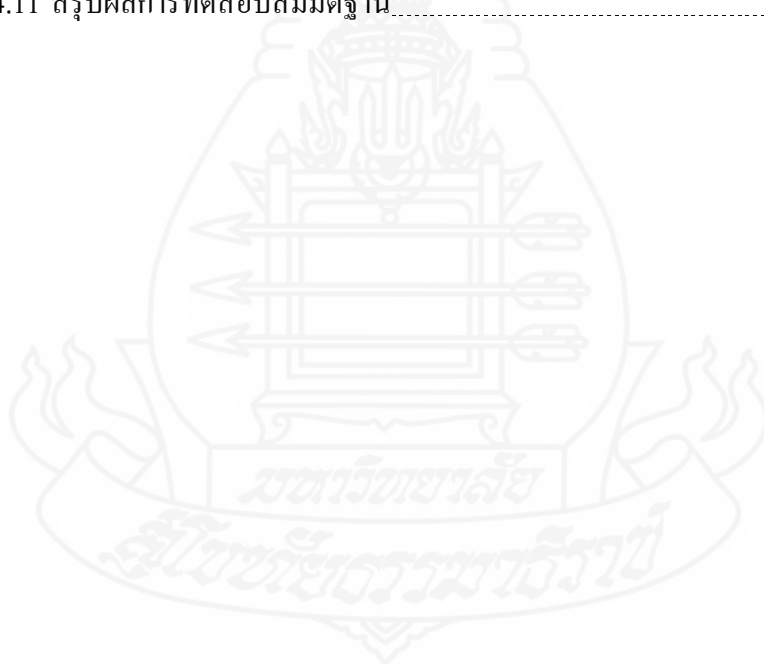 4.11 สรุปผลการทดสอบสมมติฐาน
มหาวิทยาลัย
สุโขทัยธรรมาธิราช